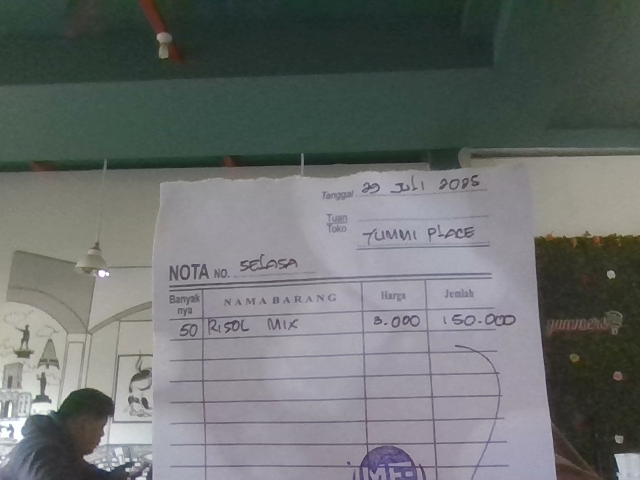 Tanggal 29 JULI 2025
Tuan
Toko YUMMI PLACE
NOTA NO. SELASA
Banyak nya NAMA BARANG Harga Jumlah
50 RISOL MIX 3.000 150.000